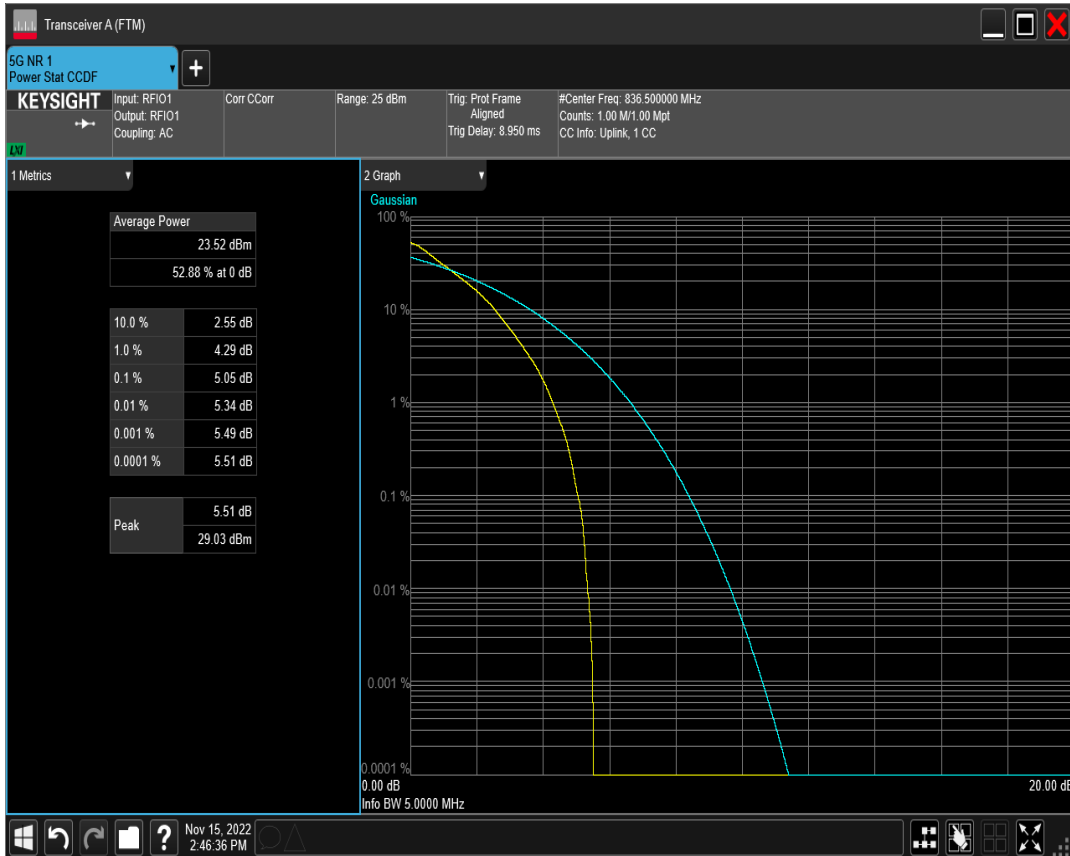 Transceiver A (FTM)
5G NR 1
Power Stat CCDF
+
KEYSIGHT
LXI
Input: RFIO1
Output: RFIO1
Coupling: AC
Corr CCorr
Range: 25 dBm
Trig: Prot Frame
Aligned
Trig Delay: 8.950 ms
#Center Freq: 836.500000 MHz
Counts: 1.00 M/1.00 Mpt
CC Info: Uplink, 1 CC
1 Metrics
Average Power
23.52 dBm
52.88 % at 0 dB
10.0 % 2.55 dB
1.0 % 4.29 dB
0.1 % 5.05 dB
0.01 % 5.34 dB
0.001 % 5.49 dB
0.0001 % 5.51 dB
Peak
5.51 dB
29.03 dBm
2 Graph
Gaussian
100 %
10 %
1 %
0.1 %
0.01 %
0.001 %
0.0001 %
0.00 dB 20.00 dB
Info BW 5.0000 MHz
?
Nov 15, 2022
2:46:36 PM